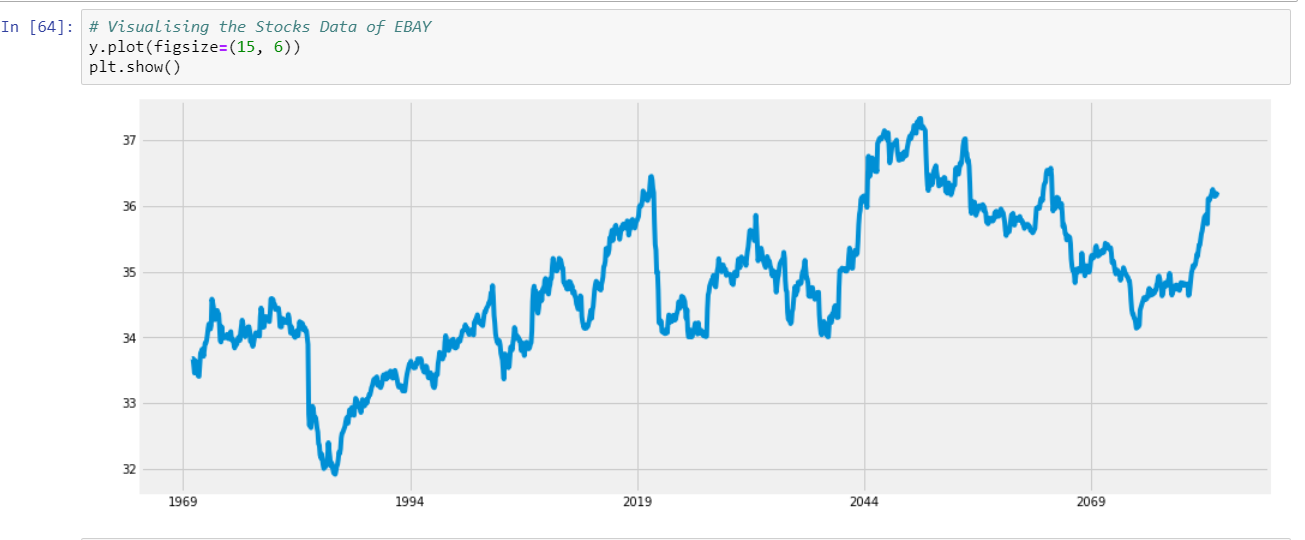 In [64]: # Visualising the Stocks Data of EBAY
y.plot(figsize=(15, 6))
plt.show()
37
36
35
34
33
32
1969 1994 2019 2044 2069